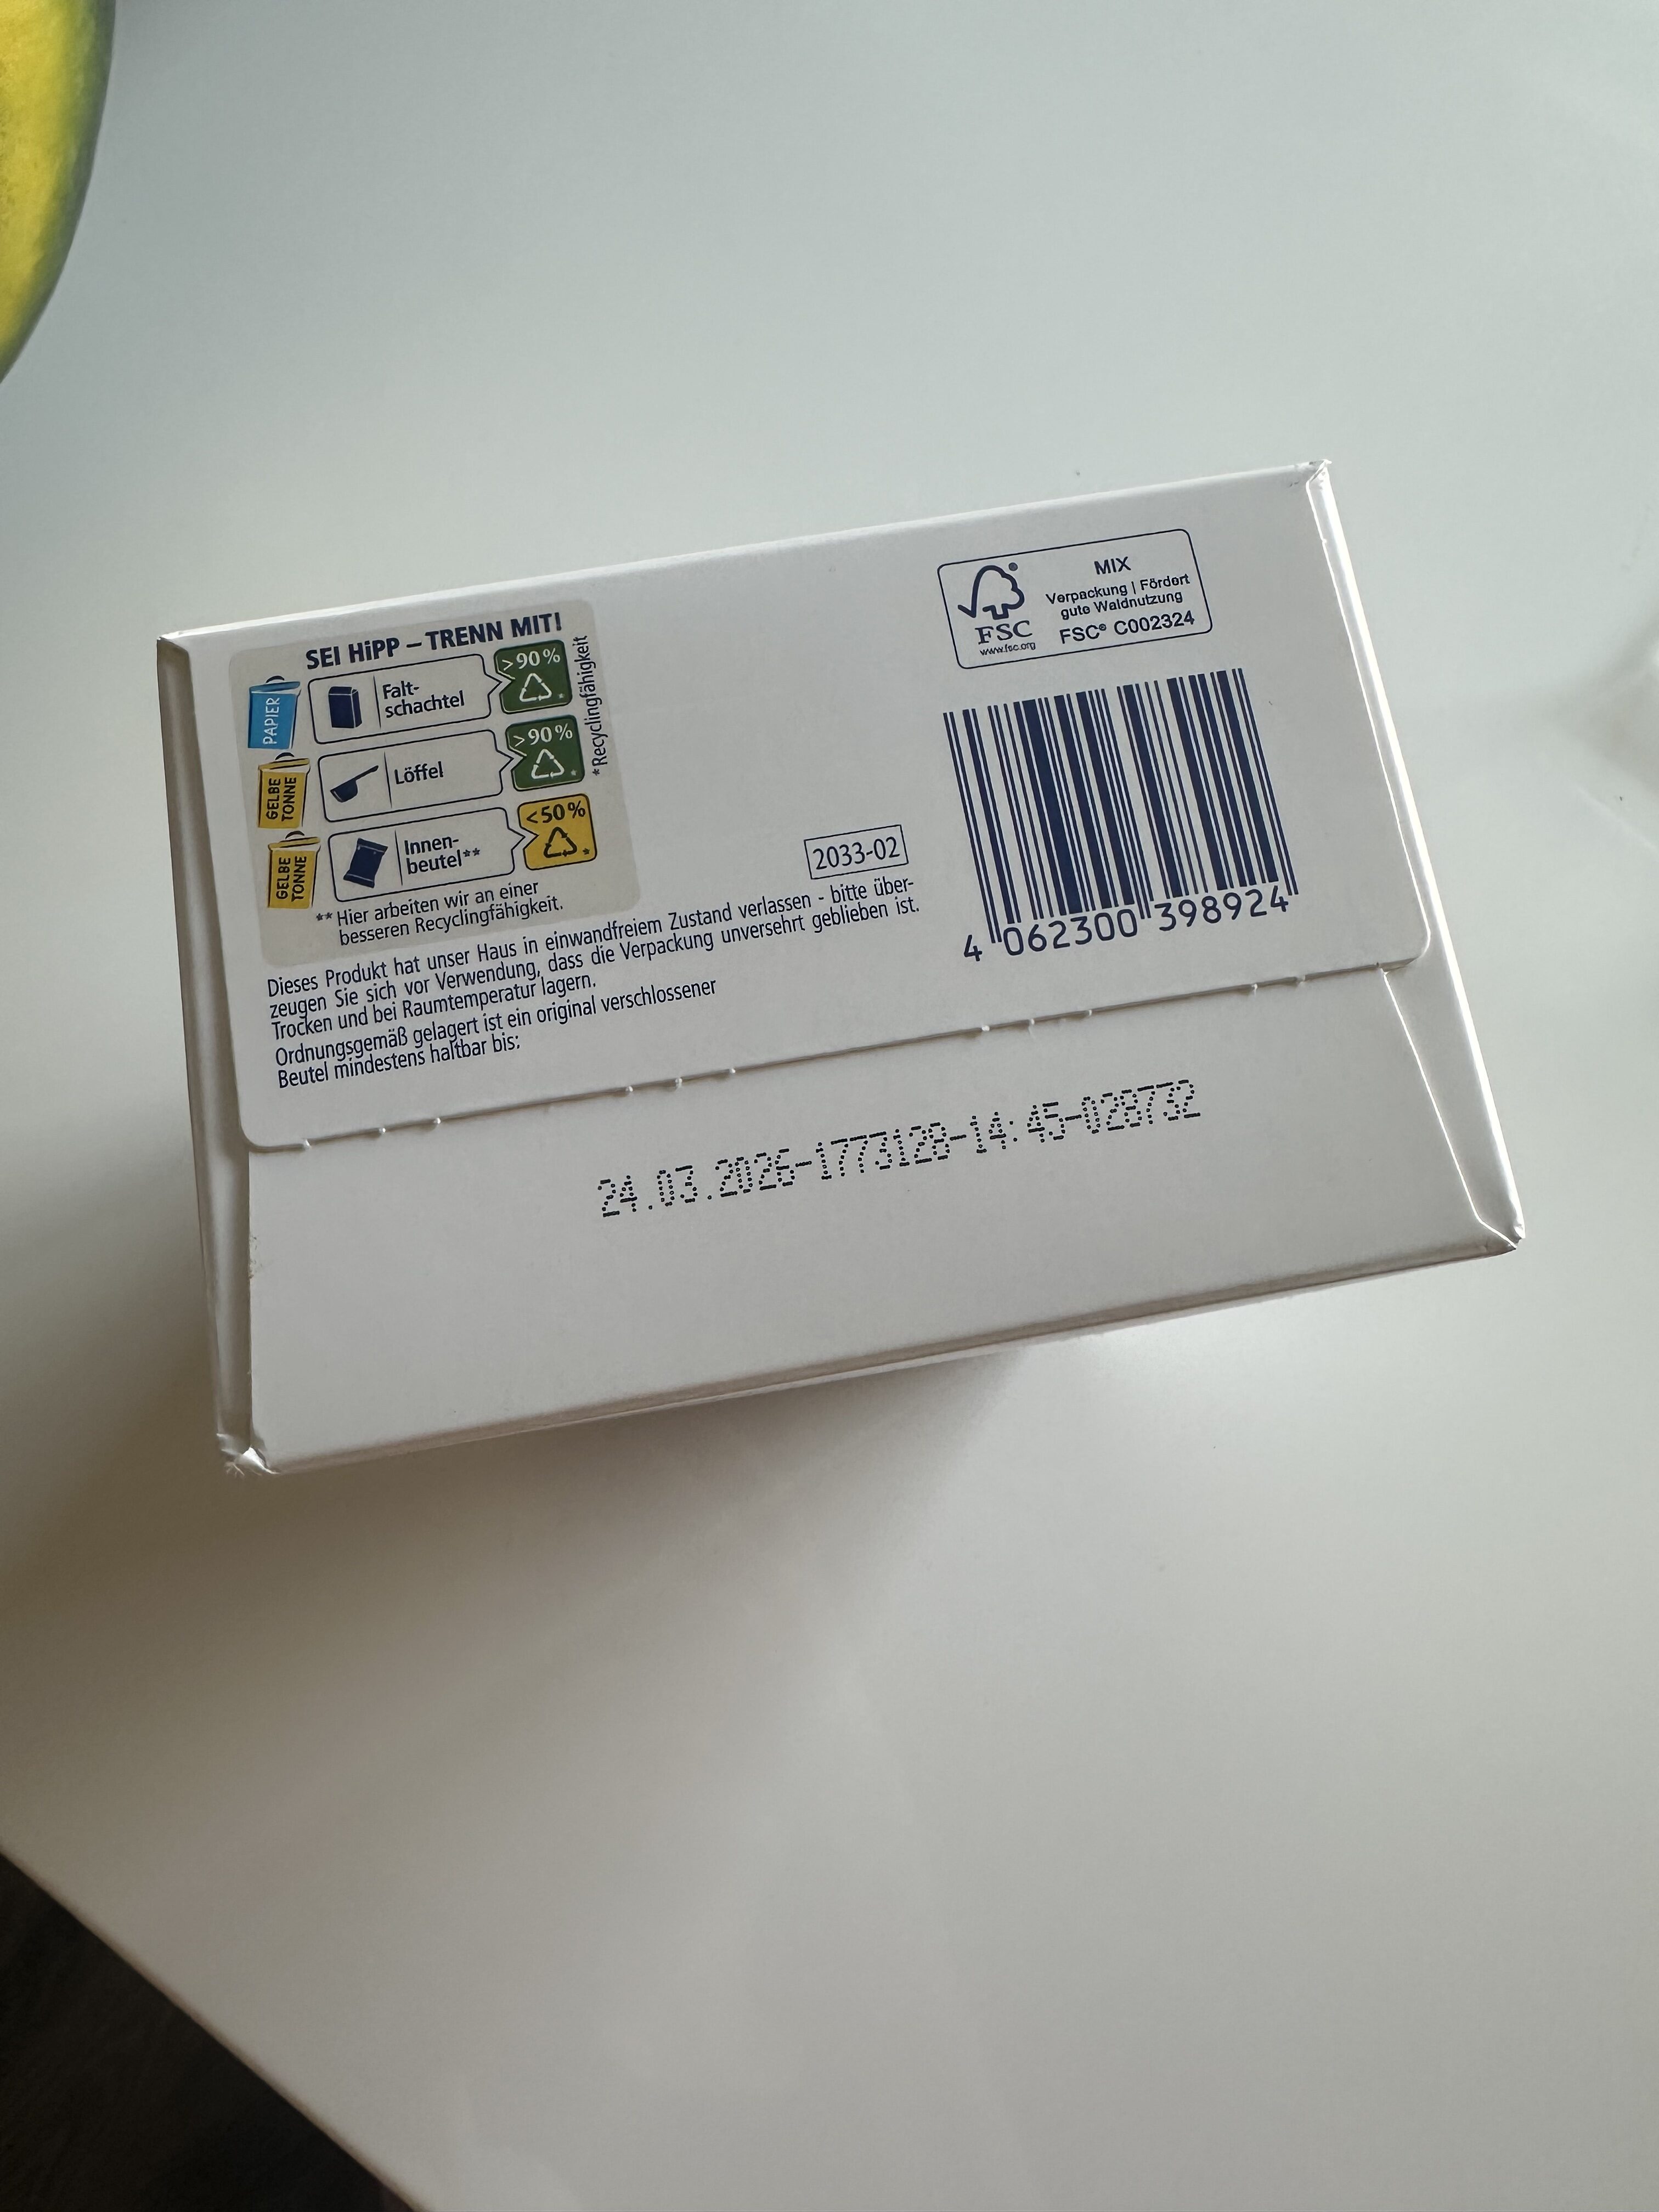 SEI HiPP – TRENN MIT!
PAPIER
Falt-
schachtel
>90%
*
GELBE
TONNE
Löffel
>90%
*
GELBE
TONNE
Innen-
beutel**
<50%
*
*Recyclingfähigkeit
** Hier arbeiten wir an einer
besseren Recyclingfähigkeit.
FSC
www.fsc.org
MIX
Verpackung | Fördert
gute Waldnutzung
FSC® C002324
2033-02
4 062300 398924
Dieses Produkt hat unser Haus in einwandfreiem Zustand verlassen - bitte über-
zeugen Sie sich vor Verwendung, dass die Verpackung unversehrt geblieben ist.
Trocken und bei Raumtemperatur lagern.
Ordnungsgemäß gelagert ist ein original verschlossener
Beutel mindestens haltbar bis:
24.03.2026-1773128-14:45-028732